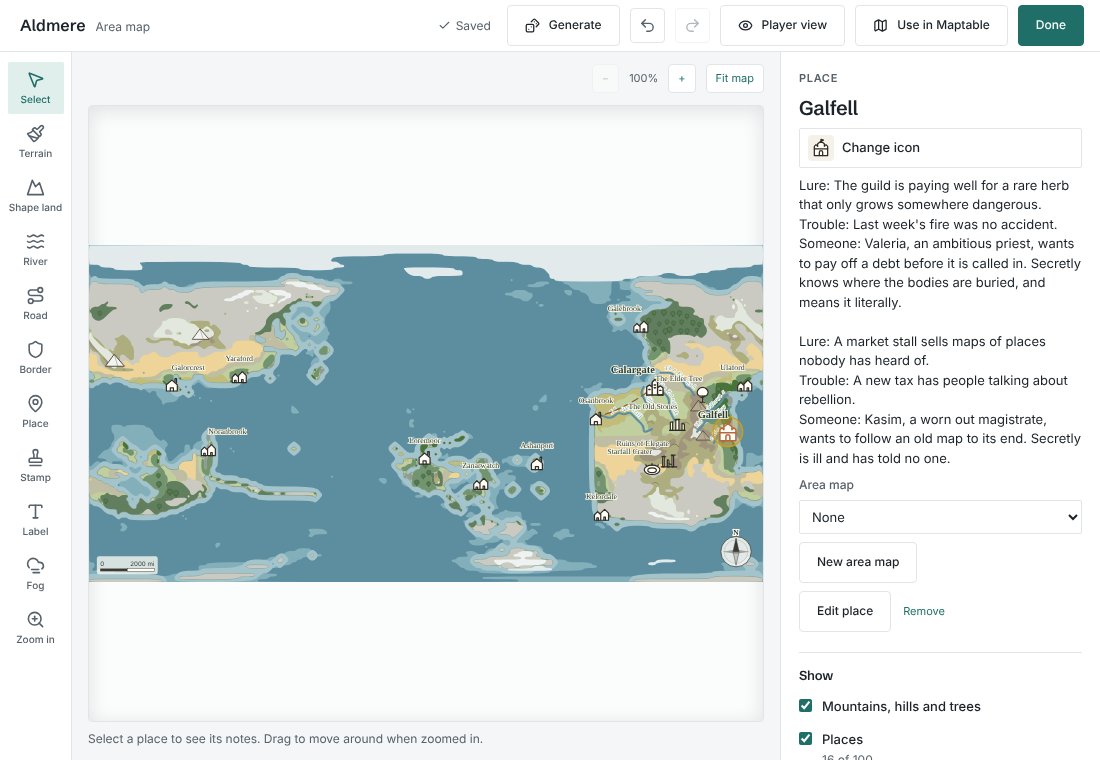 Aldmere Area map
Saved
Generate
Player view
Use in Maptable
Done
Select
Terrain
Shape land
River
Road
Border
Place
Stamp
Label
Fog
Zoom in
−
100%
+
Fit map
Galebrook
Yaraford
Galorcrest
Calargate
The Elder Tree
Ulaford
Osanbrook
The Old Stones
Galfell
Ruins of Elegate
Starfall Crater
Ashanport
Zanarwatch
Kelsodale
N
0 2000 mi
Select a place to see its notes. Drag to move around when zoomed in.
PLACE
Galfell
Change icon
Lure: The guild is paying well for a rare herb
that only grows somewhere dangerous.
Trouble: Last week's fire was no accident.
Someone: Valeria, an ambitious priest, wants
to pay off a debt before it is called in. Secretly
knows where the bodies are buried, and
means it literally.
Lure: A market stall sells maps of places
nobody has heard of.
Trouble: A new tax has people talking about
rebellion.
Someone: Kasim, a worn out magistrate,
wants to follow an old map to its end. Secretly
is ill and has told no one.
Area map
None
New area map
Edit place
Remove
Show
Mountains, hills and trees
Places
16 of 100